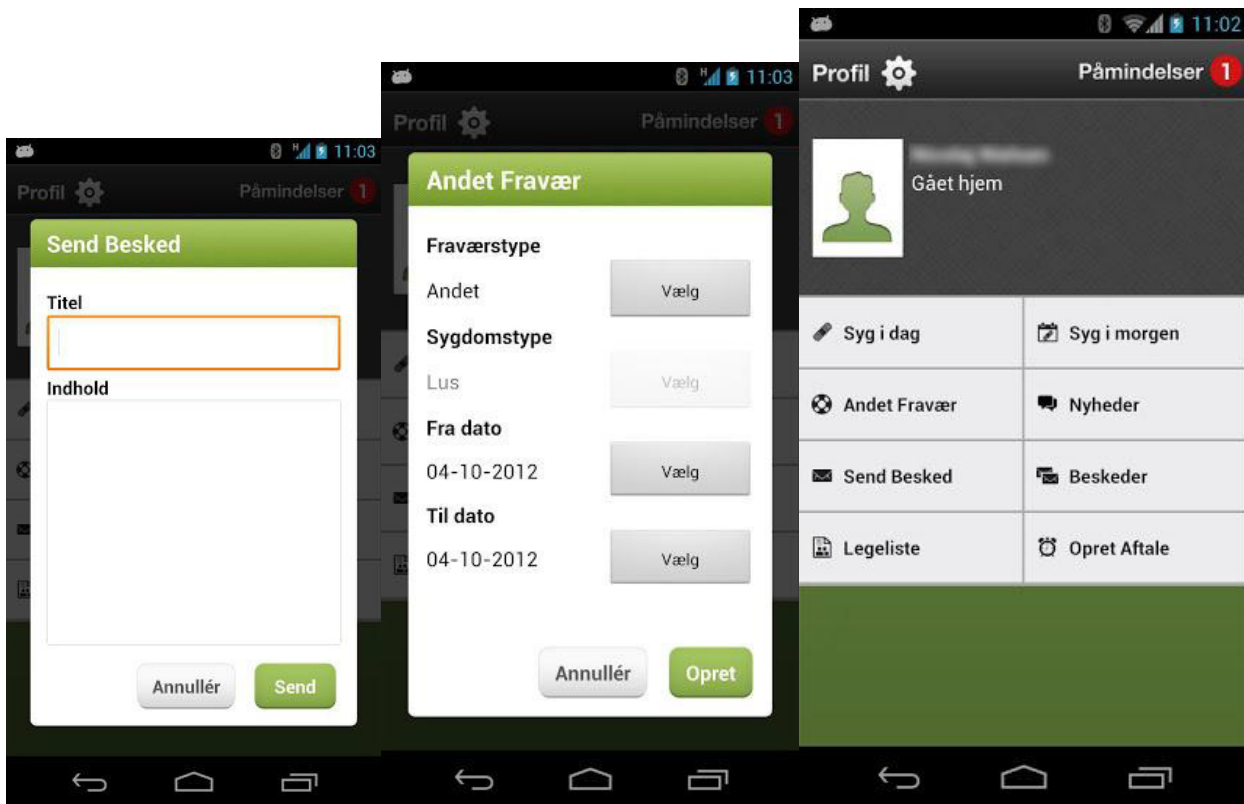 11:03
Profil
Påmindelser 1
Send Besked
Titel
Indhold
Annullér
Send
11:03
Profil
Påmindelser 1
Andet Fravær
Fraværstype
Andet
Vælg
Sygdomstype
Lus
Vælg
Fra dato
04-10-2012
Vælg
Til dato
04-10-2012
Vælg
Annullér
Opret
11:02
Profil
Påmindelser 1
Gået hjem
Syg i dag
Syg i morgen
Andet Fravær
Nyheder
Send Besked
Beskeder
Legeliste
Opret Aftale